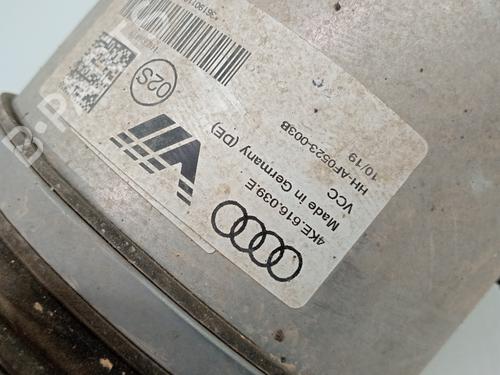 4KE.616.039.E
Made in Germany (DE)
VCC
HH-AF0523-003B
10/19
02S